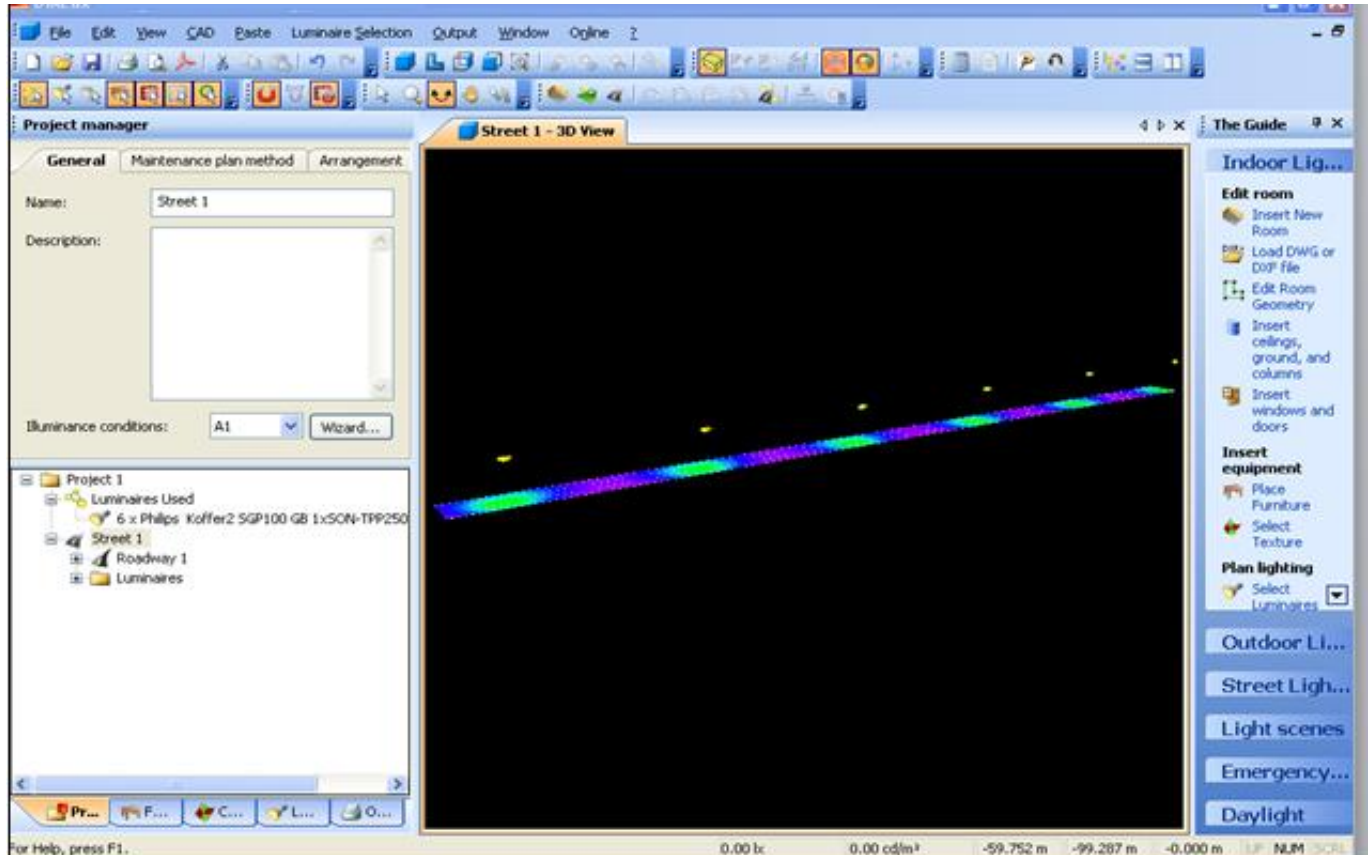 File Edit View CAD Paste Luminaire Selection Output Window Online ?
Project manager
General Maintenance plan method Arrangement
Name: Street 1
Description:
Illuminance conditions: A1 Wizard...
Project 1
Luminaires Used
6 x Philips Koffer2 SGP100 GB 1xSON-TPP250
Street 1
Roadway 1
Luminaires
Pr... F... C... L... O...
Street 1 - 3D View
The Guide
Indoor Lig...
Edit room
Insert New
Room
Load DWG or
DXF file
Edit Room
Geometry
Insert
ceilings,
ground, and
columns
Insert
windows and
doors
Insert
equipment
Place
Furniture
Select
Texture
Plan lighting
Select
Luminaires
Outdoor Li...
Street Ligh...
Light scenes
Emergency...
Daylight
For Help, press F1. 0.00 lx 0.00 cd/m² -59.752 m -99.287 m -0.000 m UP NUM SCRL